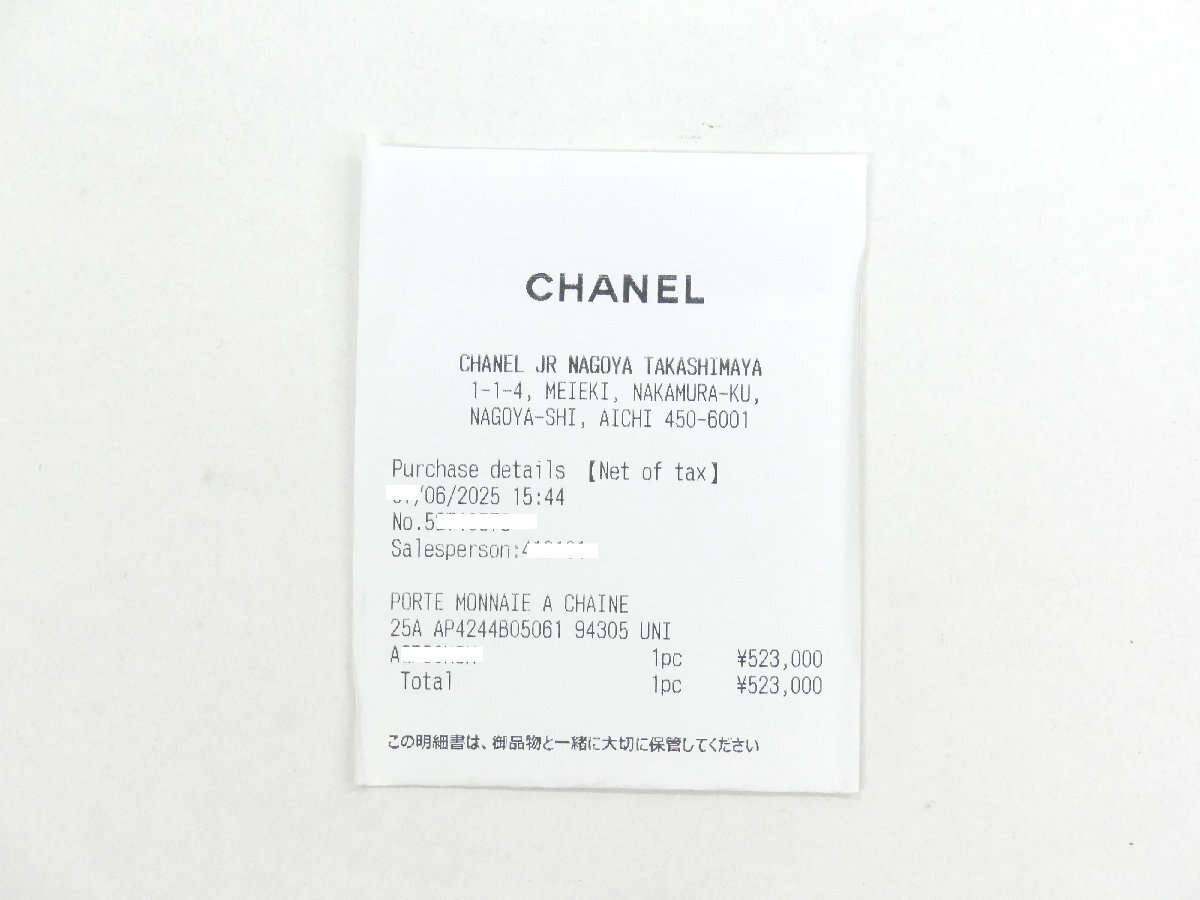 CHANEL
CHANEL JR NAGOYA TAKASHIMAYA
1-1-4, MEIEKI, NAKAMURA-KU,
NAGOYA-SHI, AICHI 450-6001
Purchase details 【Net of tax】
/06/2025 15:44
No.5
Salesperson:
PORTE MONNAIE A CHAINE
25A AP4244B05061 94305 UNI
A 1pc ¥523,000
Total 1pc ¥523,000
この明細書は、御品物と一緒に大切に保管してください